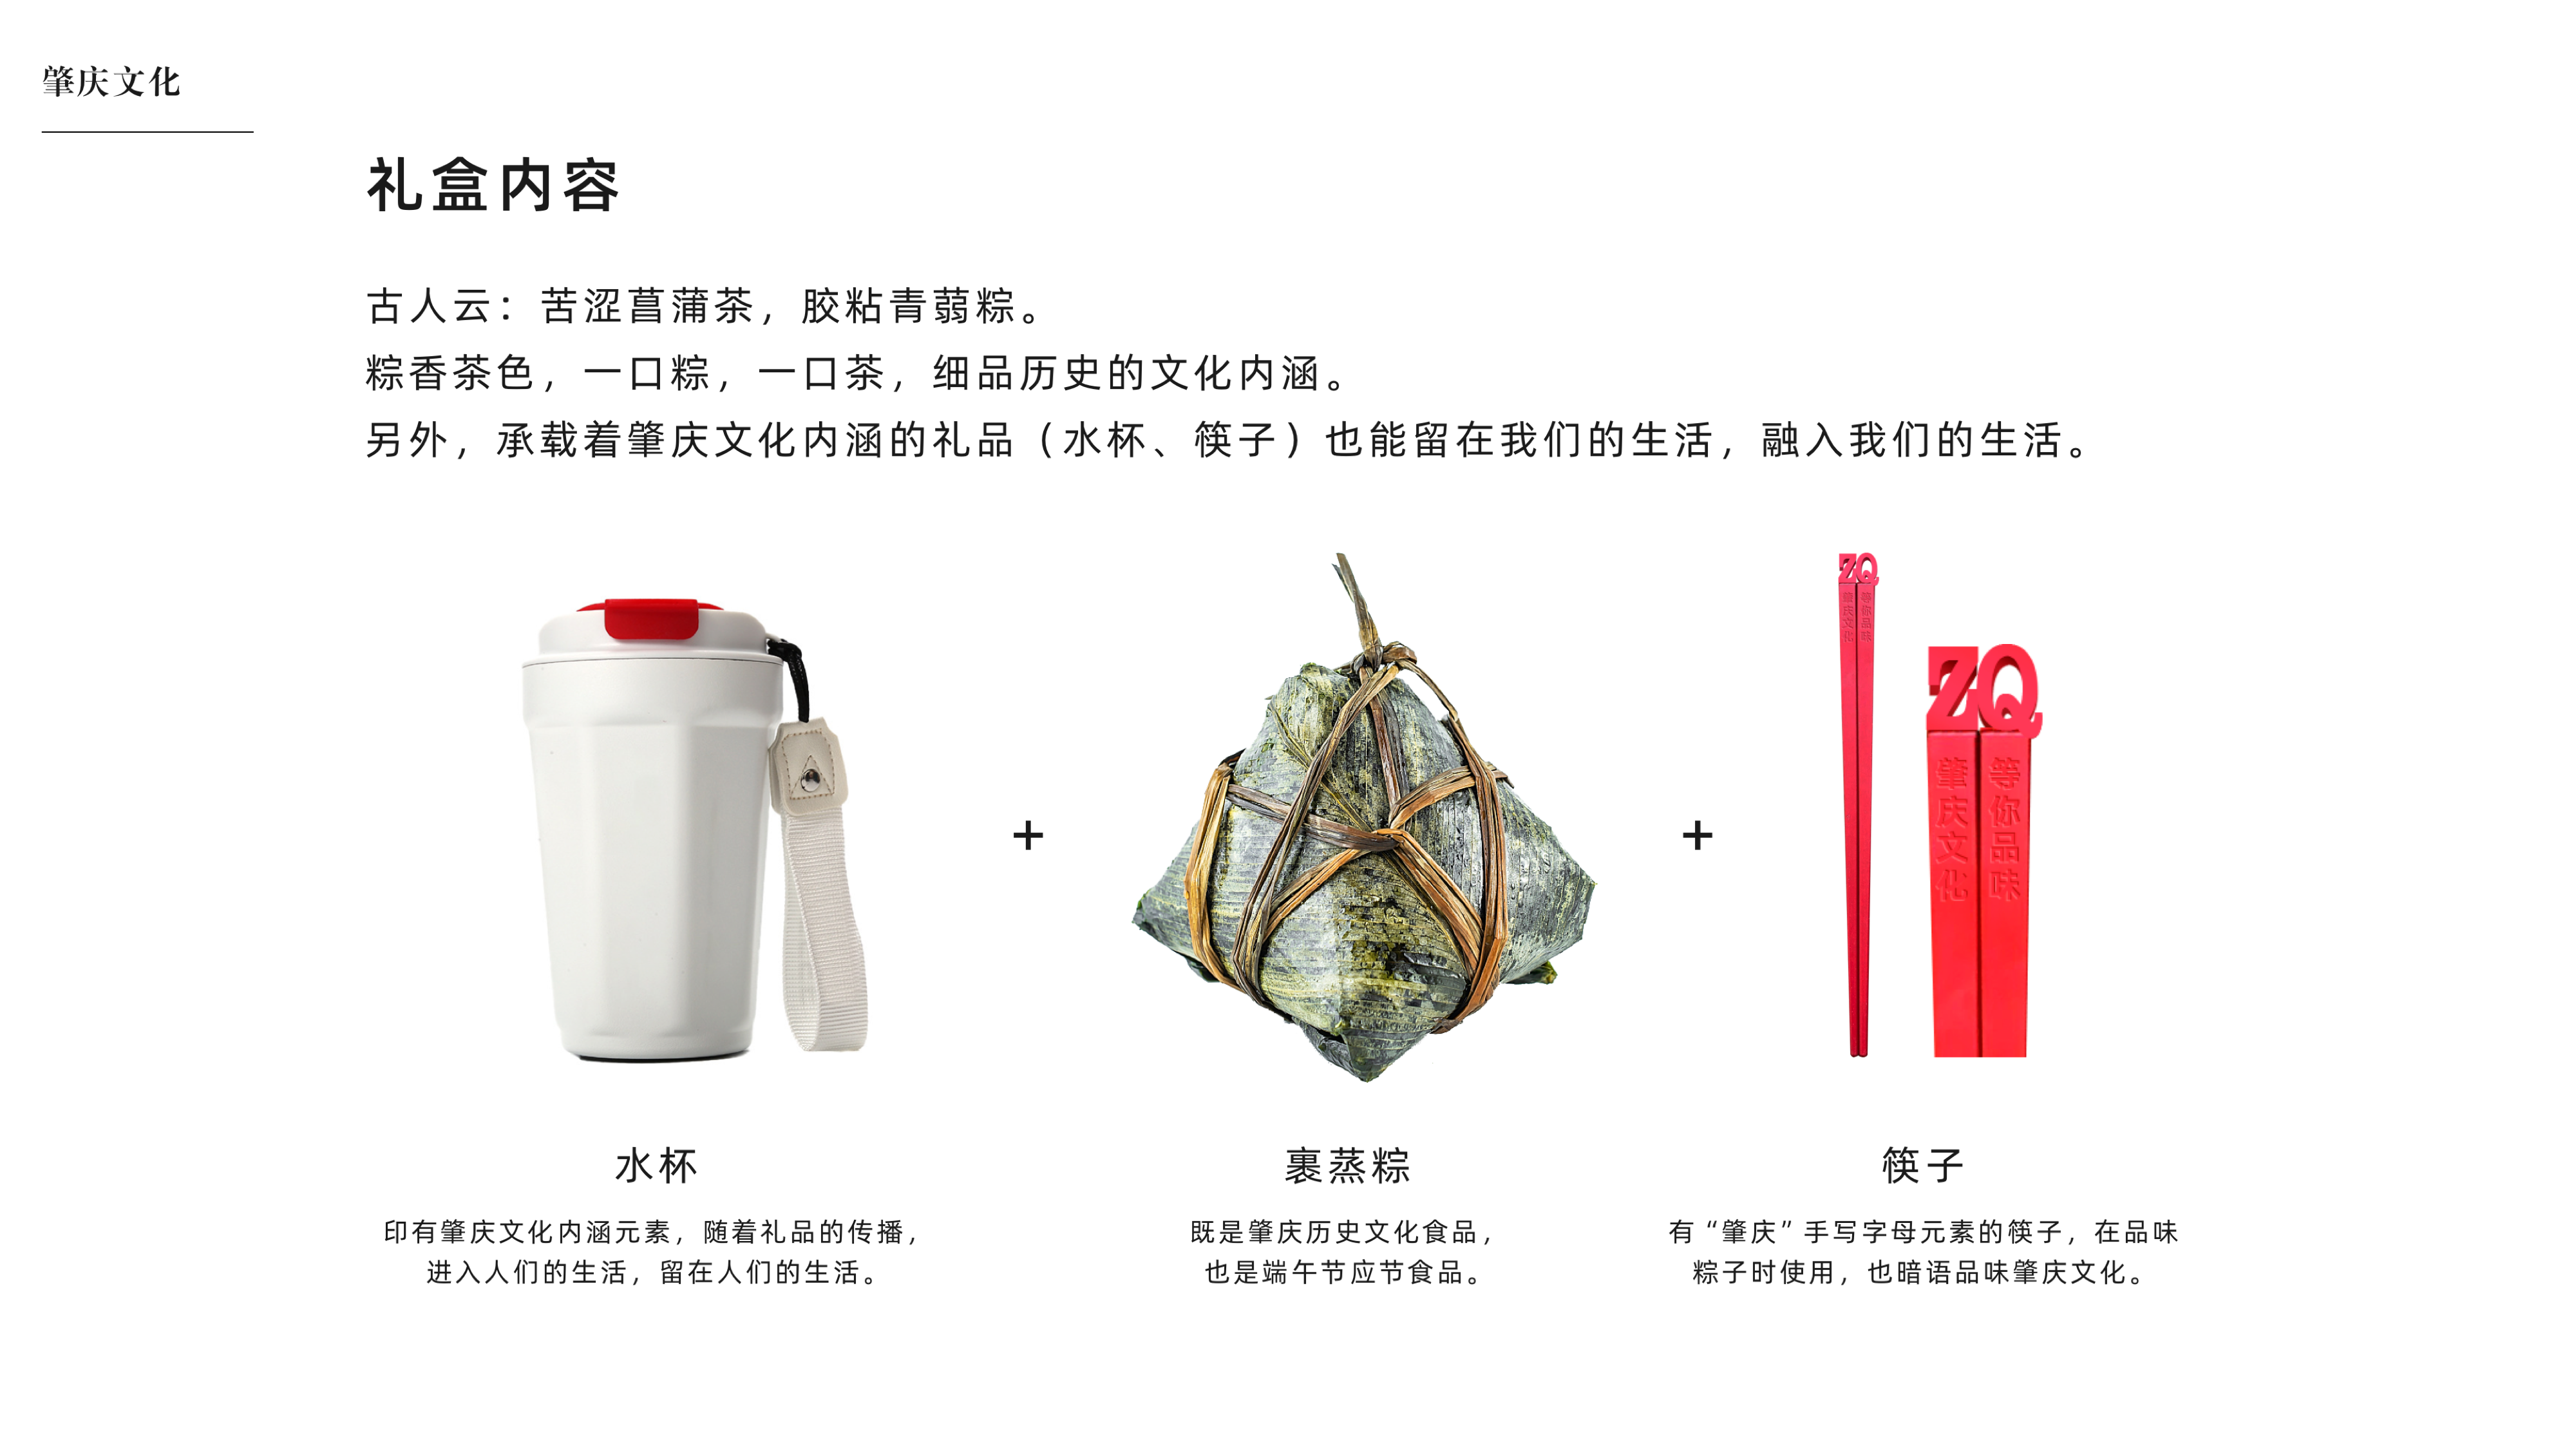 肇庆文化
礼盒内容
古人云：苦涩菖蒲茶，胶粘青蒻粽。
粽香茶色，一口粽，一口茶，细品历史的文化内涵。
另外，承载着肇庆文化内涵的礼品（水杯、筷子）也能留在我们的生活，融入我们的生活。
ZQ
肇庆文化
等你品味
ZQ
肇庆文化
等你品味
+
+
水杯
印有肇庆文化内涵元素，随着礼品的传播，
进入人们的生活，留在人们的生活。
裹蒸粽
既是肇庆历史文化食品，
也是端午节应节食品。
筷子
有“肇庆”手写字母元素的筷子，在品味
粽子时使用，也暗语品味肇庆文化。